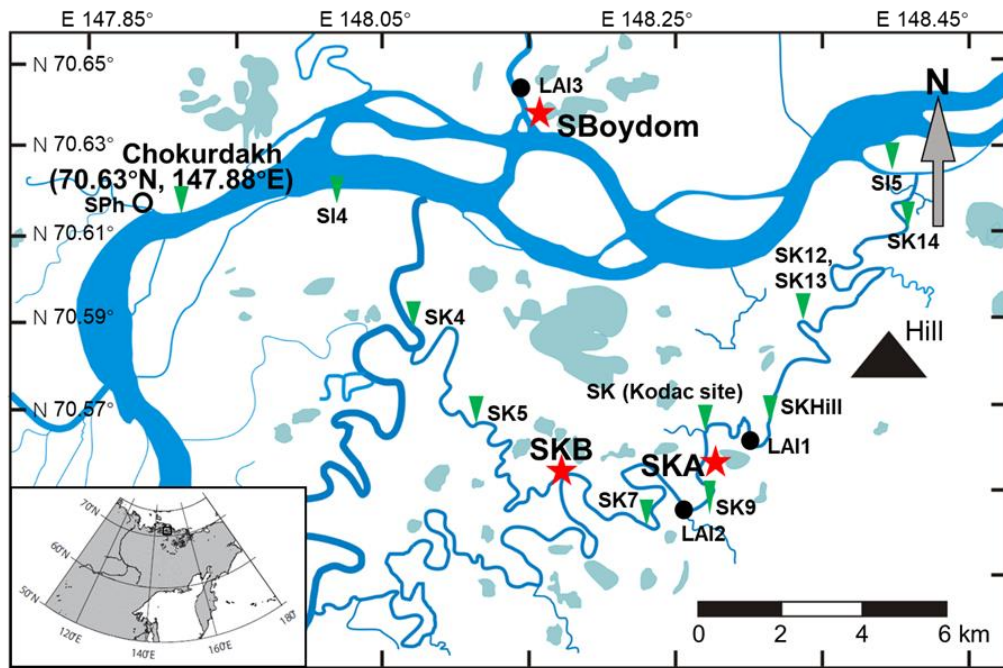 E 147.85° E 148.05° E 148.25° E 148.45°
N 70.65°
N 70.63°
N 70.61°
N 70.59°
N 70.57°
N
LAI3
SBoydom
Chokurdakh
(70.63°N, 147.88°E)
SPh
SI4
SI5
SK14
SK12,
SK13
SK4
Hill
SK (Kodac site)
SKHill
SK5
SKB
SKA
LAI1
SK7
SK9
LAI2
70°N
60°N
50°N
120°E
140°E
160°E
180°
0 2 4 6 km